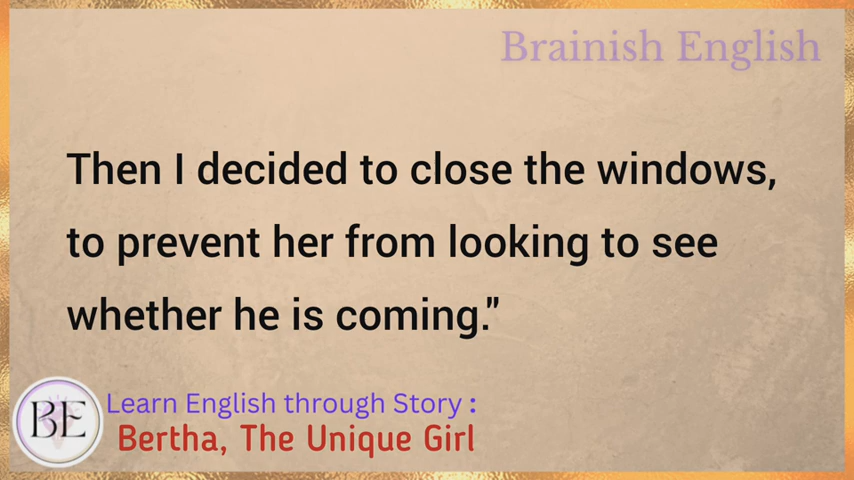 Brainish English
Then I decided to close the windows,
to prevent her from looking to see
whether he is coming."
BE
Learn English through Story :
Bertha, The Unique Girl